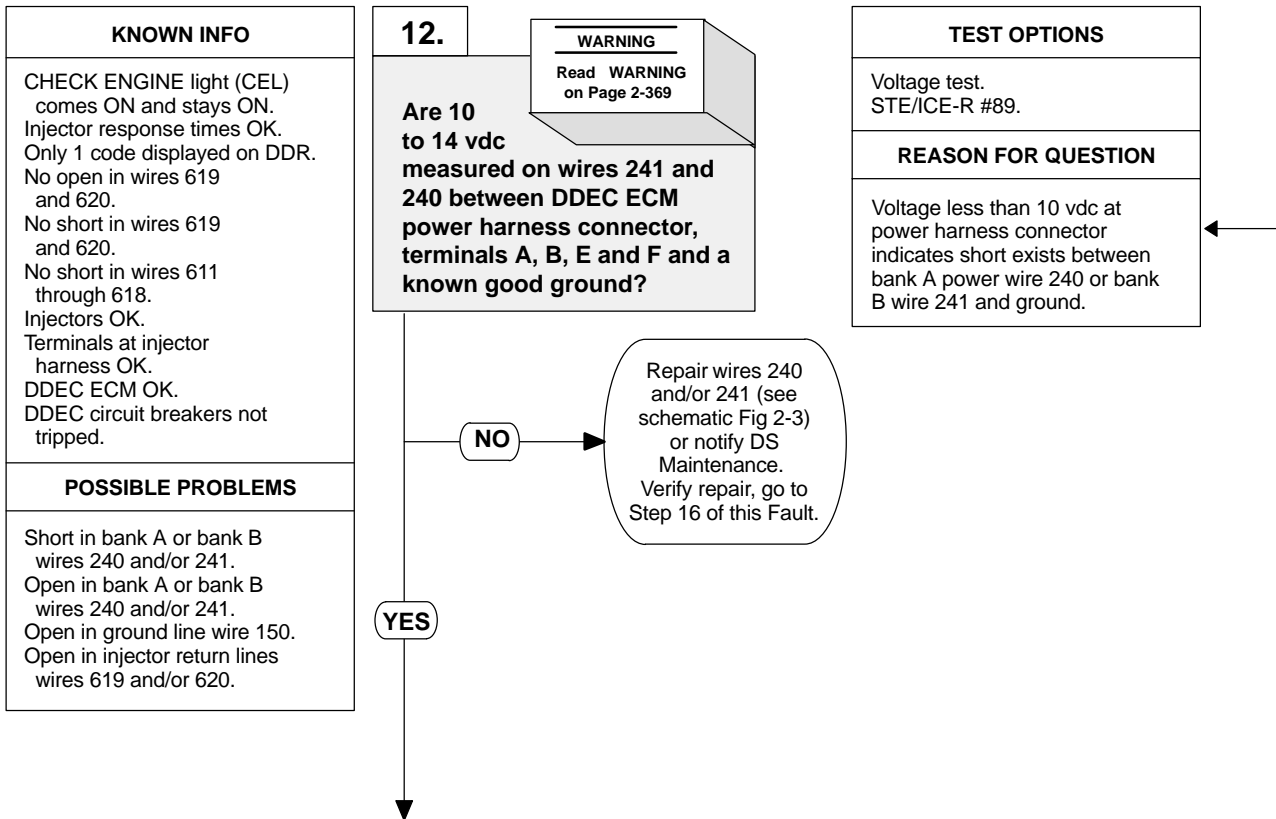 KNOWN INFO
CHECK ENGINE light (CEL)
comes ON and stays ON.
Injector response times OK.
Only 1 code displayed on DDR.
No open in wires 619
and 620.
No short in wires 619
and 620.
No short in wires 611
through 618.
Injectors OK.
Terminals at injector
harness OK.
DDEC ECM OK.
DDEC circuit breakers not
tripped.
POSSIBLE PROBLEMS
Short in bank A or bank B
wires 240 and/or 241.
Open in bank A or bank B
wires 240 and/or 241.
Open in ground line wire 150.
Open in injector return lines
wires 619 and/or 620.
12.
WARNING
Read WARNING
on Page 2-369
Are 10
to 14 vdc
measured on wires 241 and
240 between DDEC ECM
power harness connector,
terminals A, B, E and F and a
known good ground?
NO
Repair wires 240
and/or 241 (see
schematic Fig 2-3)
or notify DS
Maintenance.
Verify repair, go to
Step 16 of this Fault.
YES
TEST OPTIONS
Voltage test.
STE/ICE-R #89.
REASON FOR QUESTION
Voltage less than 10 vdc at
power harness connector
indicates short exists between
bank A power wire 240 or bank
B wire 241 and ground.